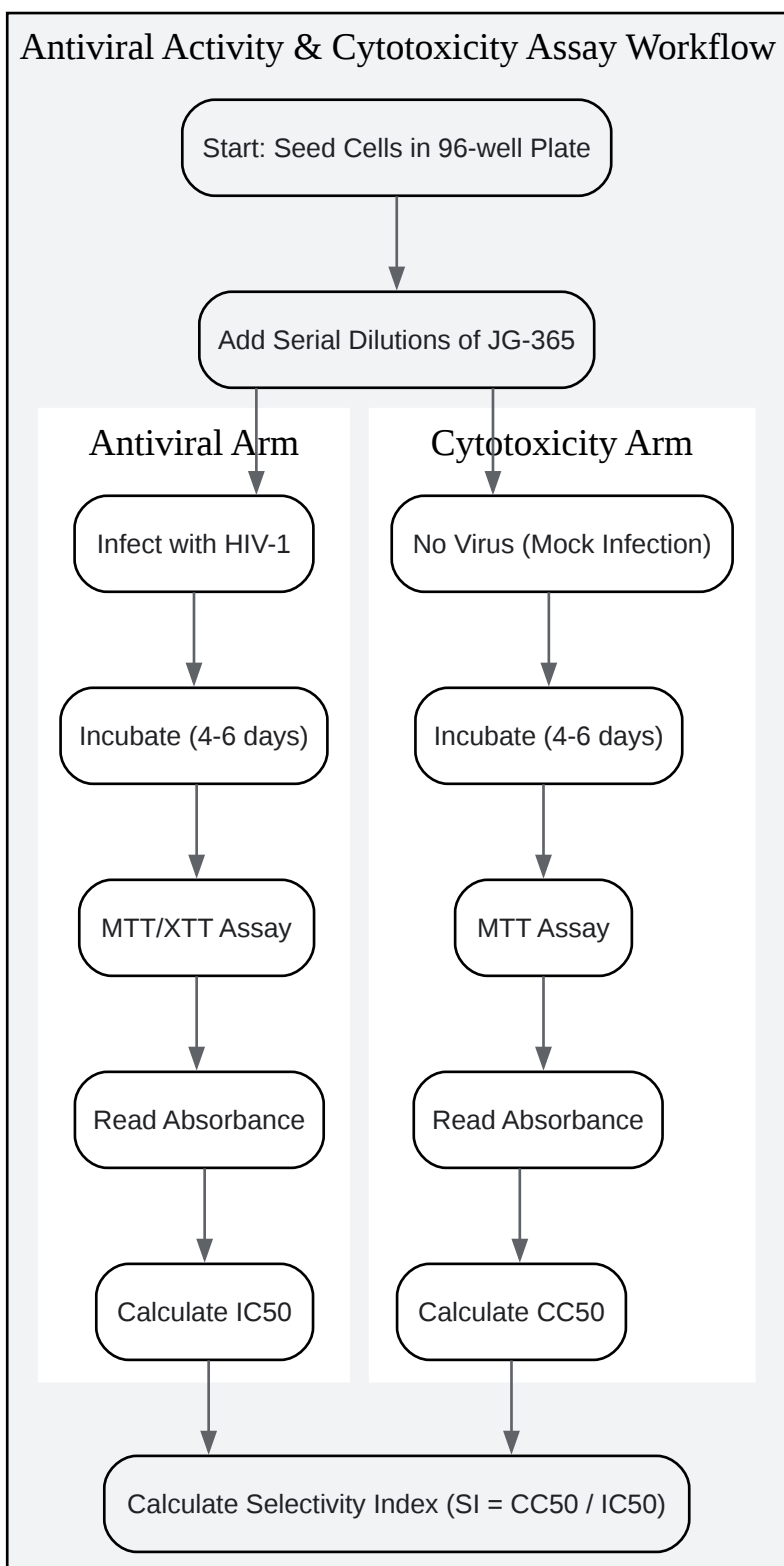 Antiviral Activity & Cytotoxicity Assay Workflow
Start: Seed Cells in 96-well Plate
Add Serial Dilutions of JG-365
Antiviral Arm
Infect with HIV-1
Incubate (4-6 days)
MTT/XTT Assay
Read Absorbance
Calculate IC50
Cytotoxicity Arm
No Virus (Mock Infection)
Incubate (4-6 days)
MTT Assay
Read Absorbance
Calculate CC50
Calculate Selectivity Index (SI = CC50 / IC50)